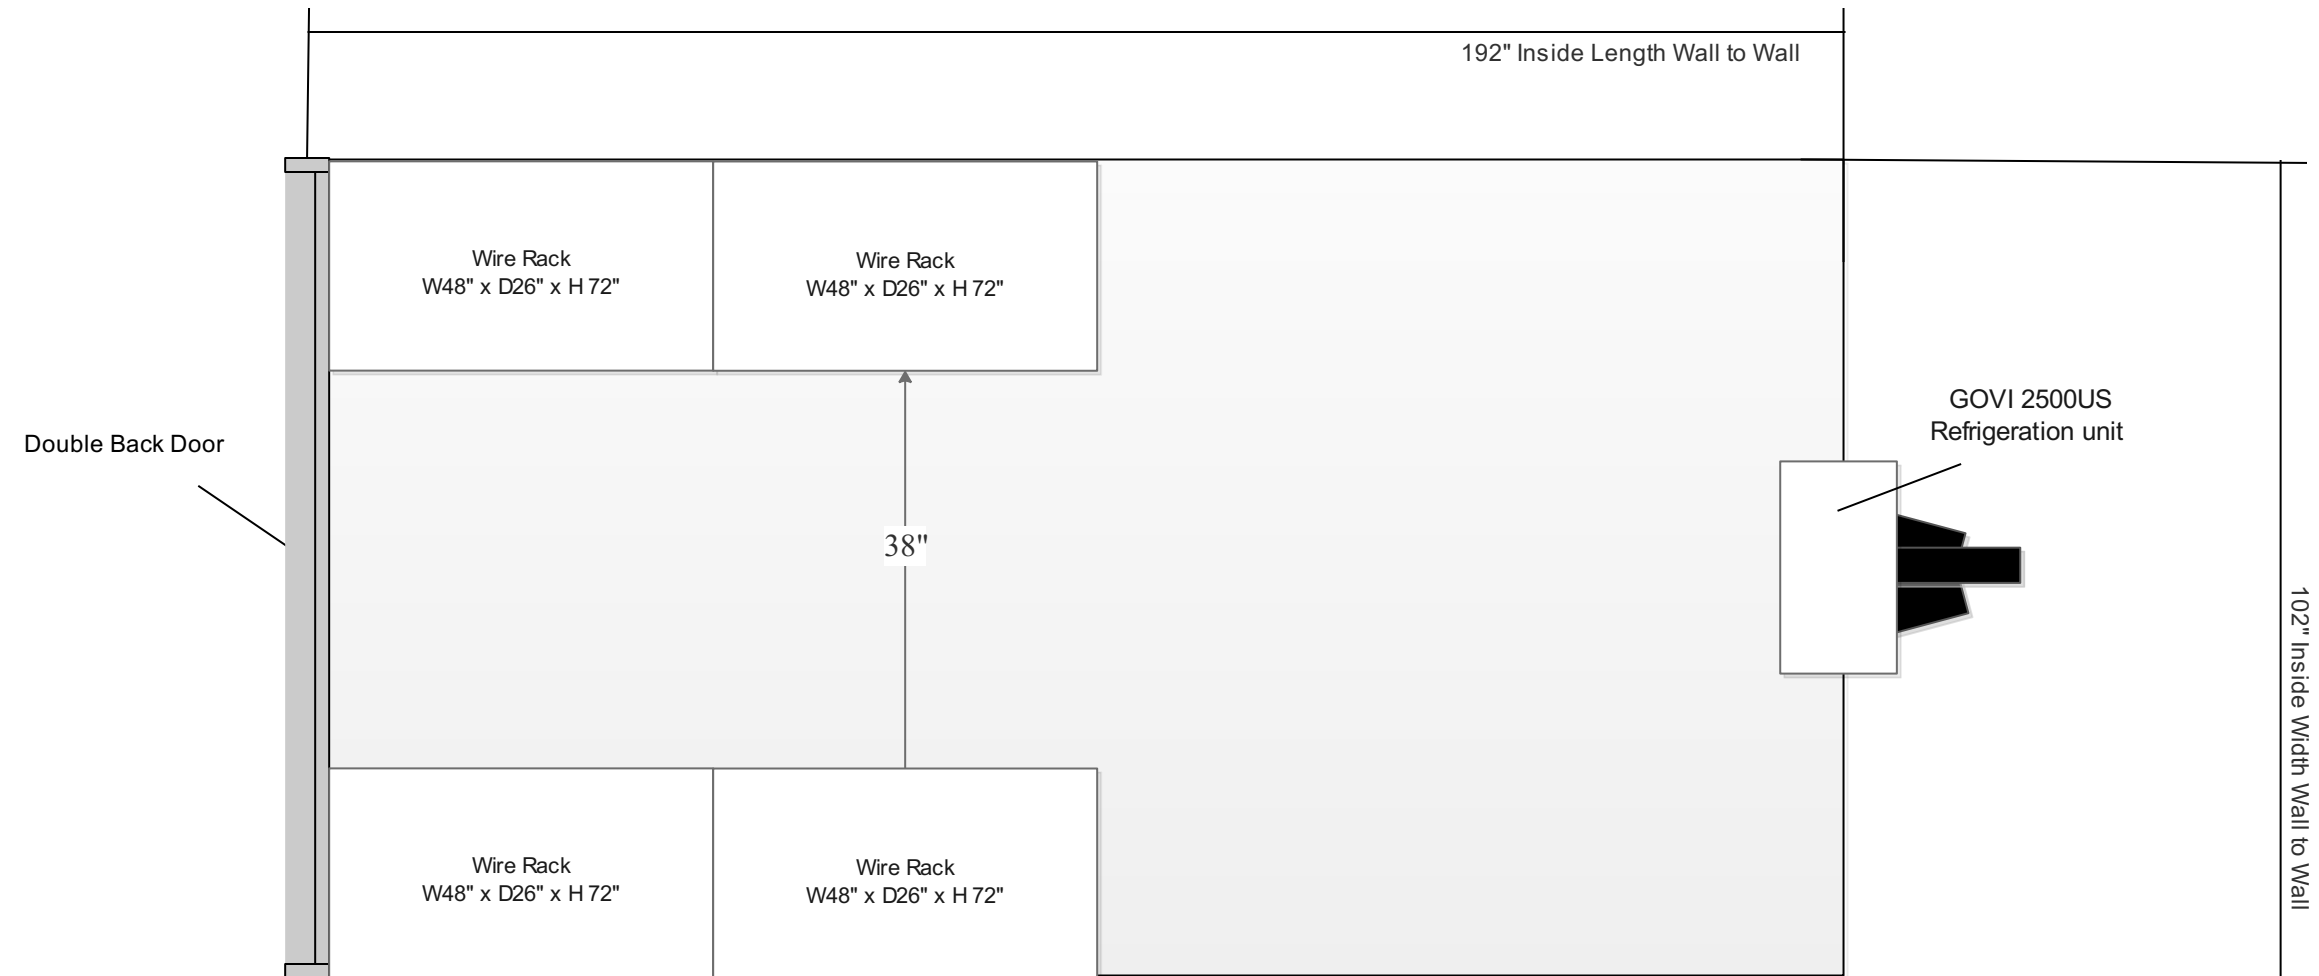 192" Inside Length Wall to Wall
Wire Rack
W48" x D26" x H 72"
Wire Rack
W48" x D26" x H 72"
GOVI 2500US
Refrigeration unit
Double Back Door
38"
102" Inside Width Wall to Wall
Wire Rack
W48" x D26" x H 72"
Wire Rack
W48" x D26" x H 72"